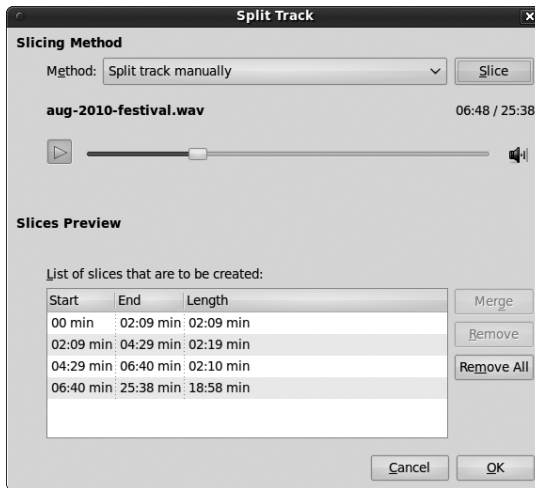 Split Track
Slicing Method
Method: Split track manually Slice
aug-2010-festival.wav 06:48 / 25:38
Slices Preview
List of slices that are to be created:
Start End Length
00 min 02:09 min 02:09 min
02:09 min 04:29 min 02:19 min
04:29 min 06:40 min 02:10 min
06:40 min 25:38 min 18:58 min
Merge
Remove
Remove All
Cancel OK